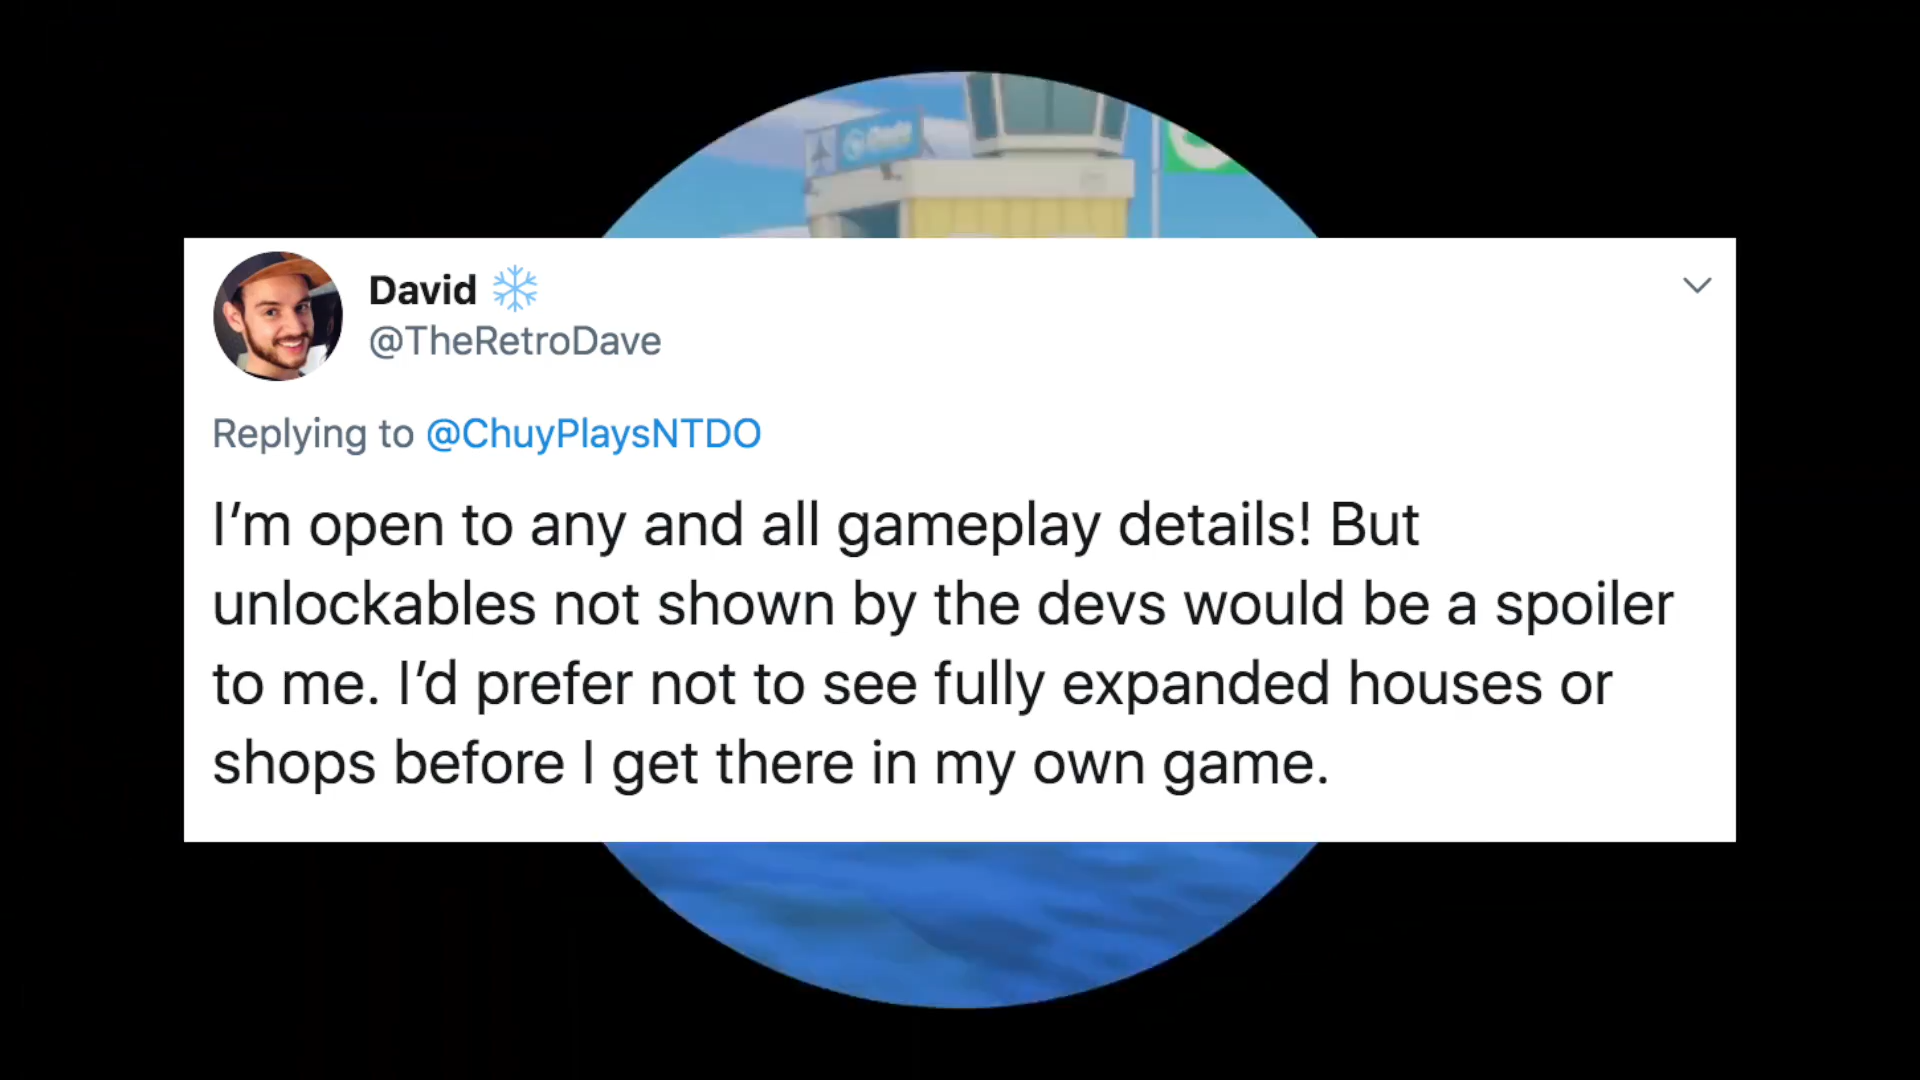 David ❄️
@TheRetroDave
Replying to @ChuyPlaysNTDO
I‘m open to any and all gameplay details! But
unlockables not shown by the devs would be a spoiler
to me. I’d prefer not to see fully expanded houses or
shops before I get there in my own game.